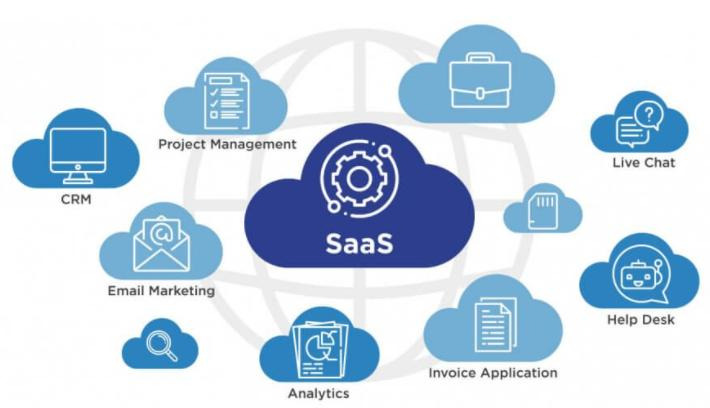 Project Management
Live Chat
CRM
SaaS
Email Marketing
Help Desk
Invoice Application
Analytics